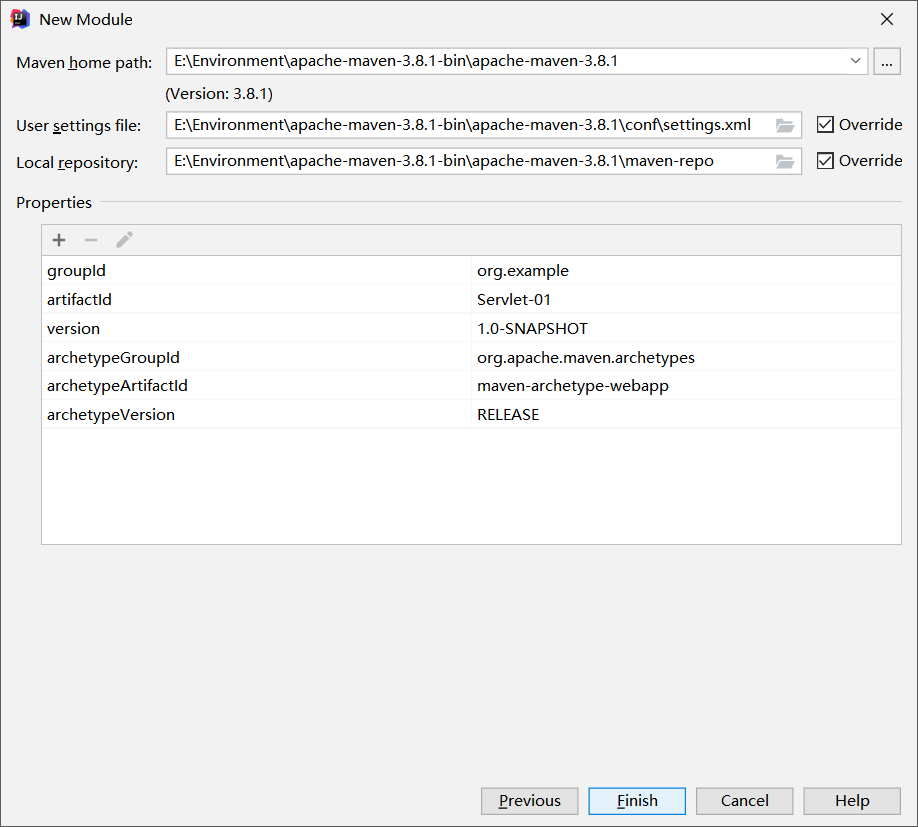 New Module
Maven home path: E:\Environment\apache-maven-3.8.1-bin\apache-maven-3.8.1 ...
(Version: 3.8.1)
User settings file: E:\Environment\apache-maven-3.8.1-bin\apache-maven-3.8.1\conf\settings.xml Override
Local repository: E:\Environment\apache-maven-3.8.1-bin\apache-maven-3.8.1\maven-repo Override
Properties
groupId org.example
artifactId Servlet-01
version 1.0-SNAPSHOT
archetypeGroupId org.apache.maven.archetypes
archetypeArtifactId maven-archetype-webapp
archetypeVersion RELEASE
Previous Finish Cancel Help